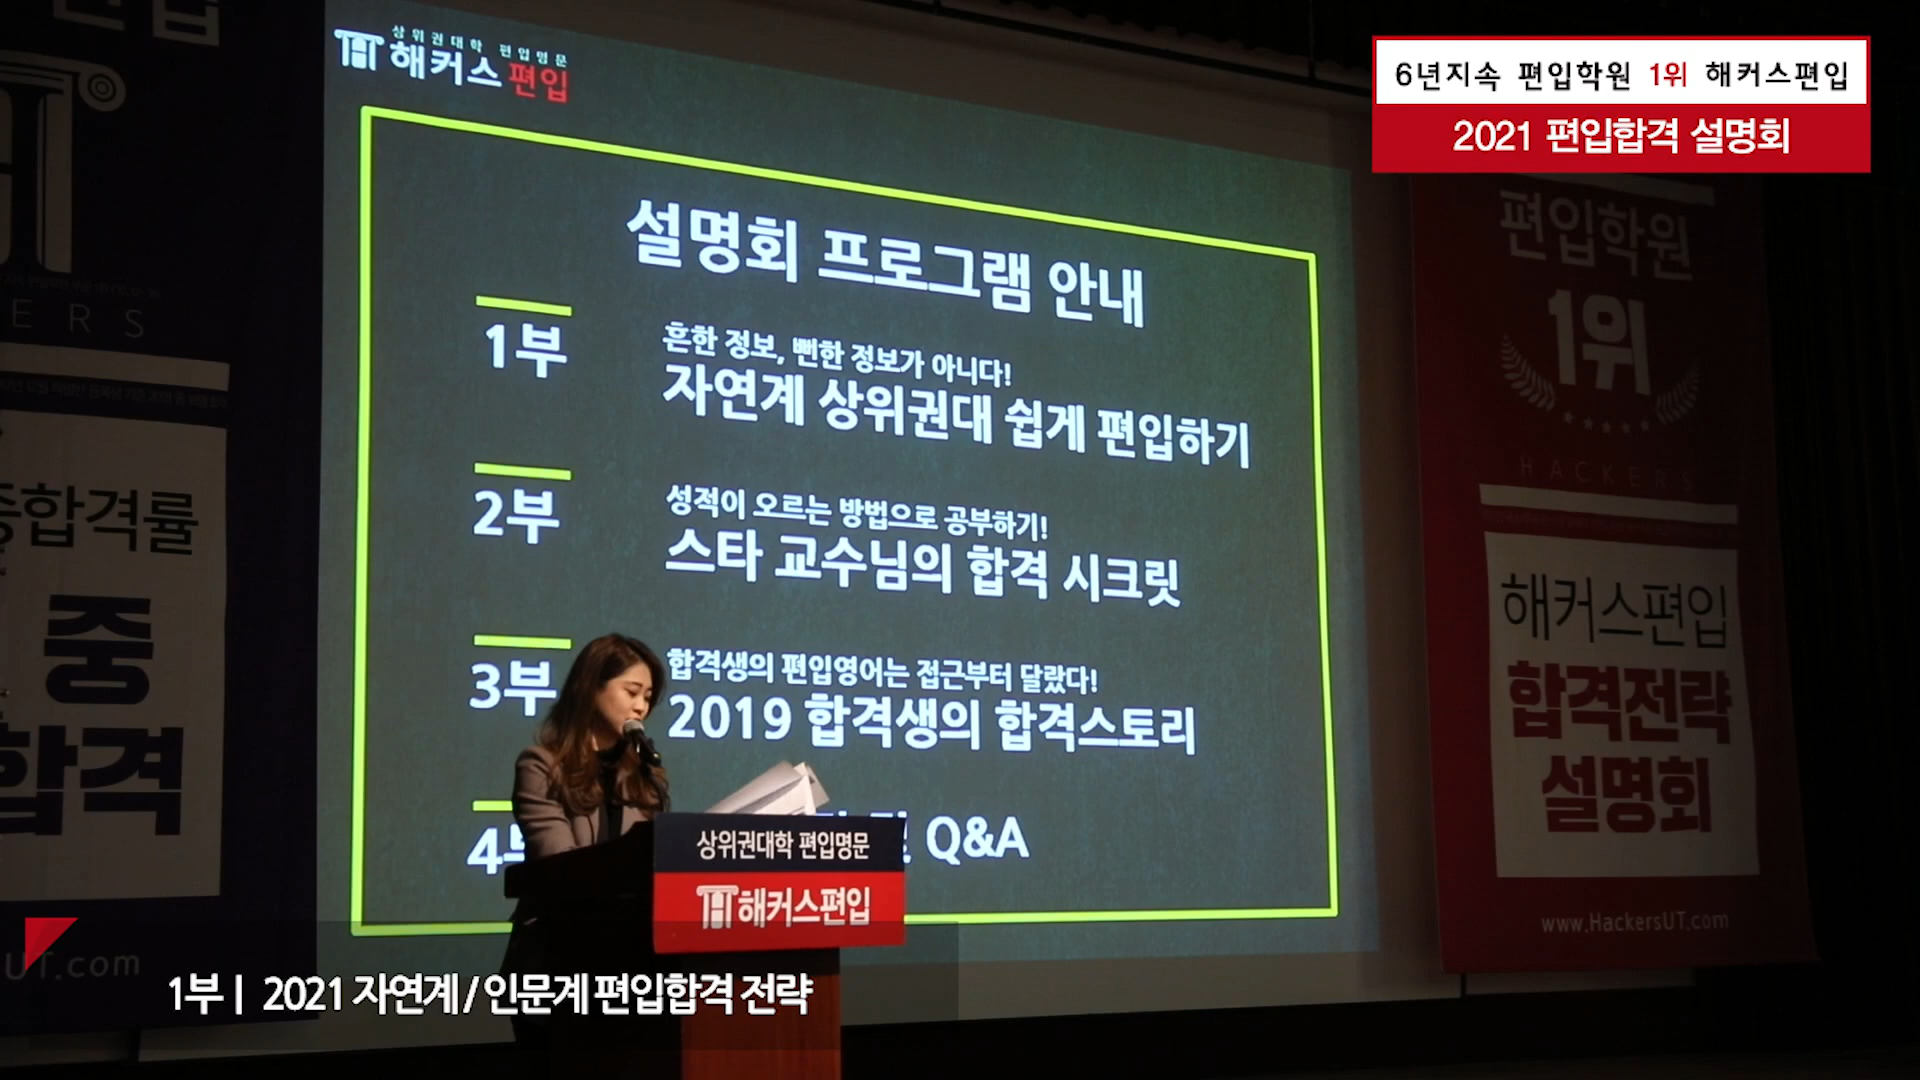 상위권대학 편입명문
해커스편입
6년지속 편입학원 1위 해커스편입
2021 편입합격 설명회
설명회 프로그램 안내
1부
흔한 정보, 뻔한 정보가 아니다!
자연계 상위권대 쉽게 편입하기
2부
성적이 오르는 방법으로 공부하기!
스타 교수님의 합격 시크릿
3부
합격생의 편입영어는 접근부터 달랐다!
2019 합격생의 합격스토리
Q&A
상위권대학 편입명문
해커스편입
편입학원
1위
HACKERS
해커스편입
합격전략
설명회
www.HackersUT.com
합격률
중
합격
UT.com
1부 | 2021 자연계/인문계 편입합격 전략